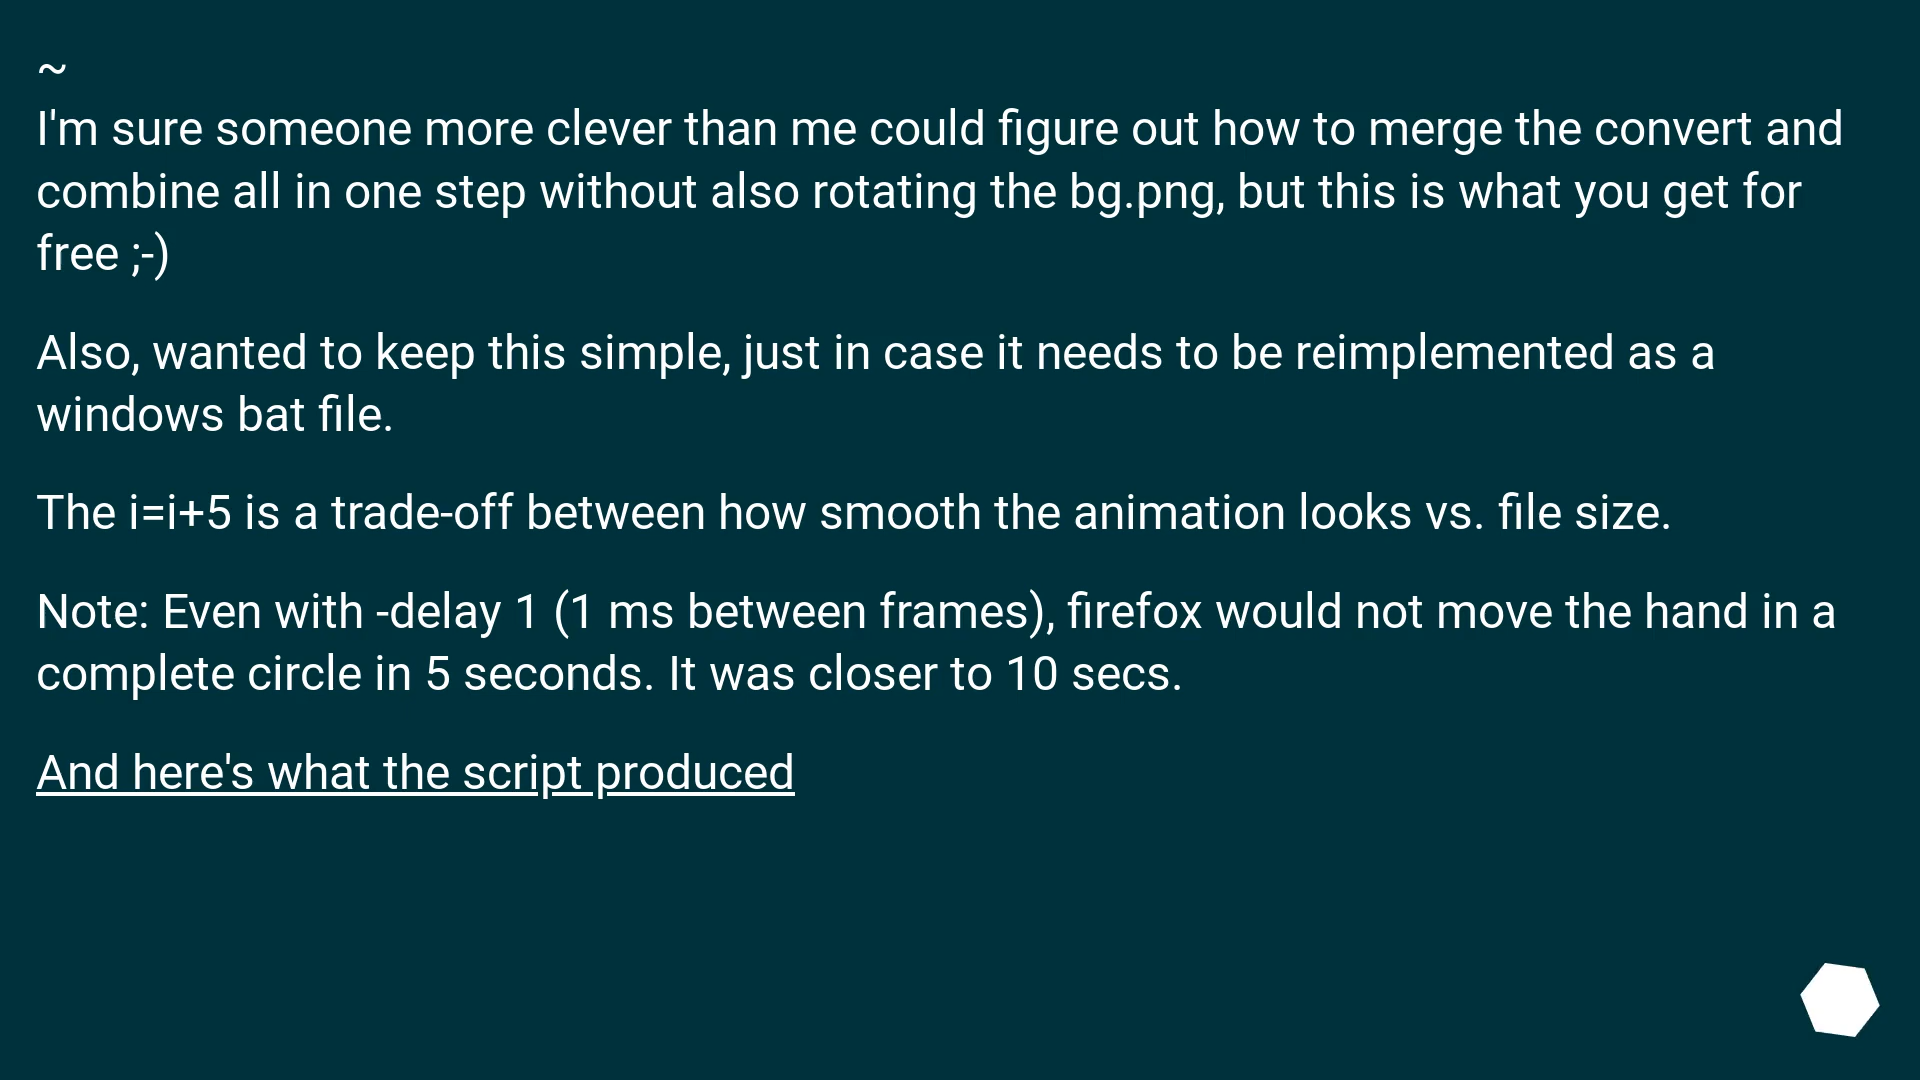 ~
I'm sure someone more clever than me could figure out how to merge the convert and
combine all in one step without also rotating the bg.png, but this is what you get for
free ;-)
Also, wanted to keep this simple, just in case it needs to be reimplemented as a
windows bat file.
The i=i+5 is a trade-off between how smooth the animation looks vs. file size.
Note: Even with -delay 1 (1 ms between frames), firefox would not move the hand in a
complete circle in 5 seconds. It was closer to 10 secs.
And here's what the script produced